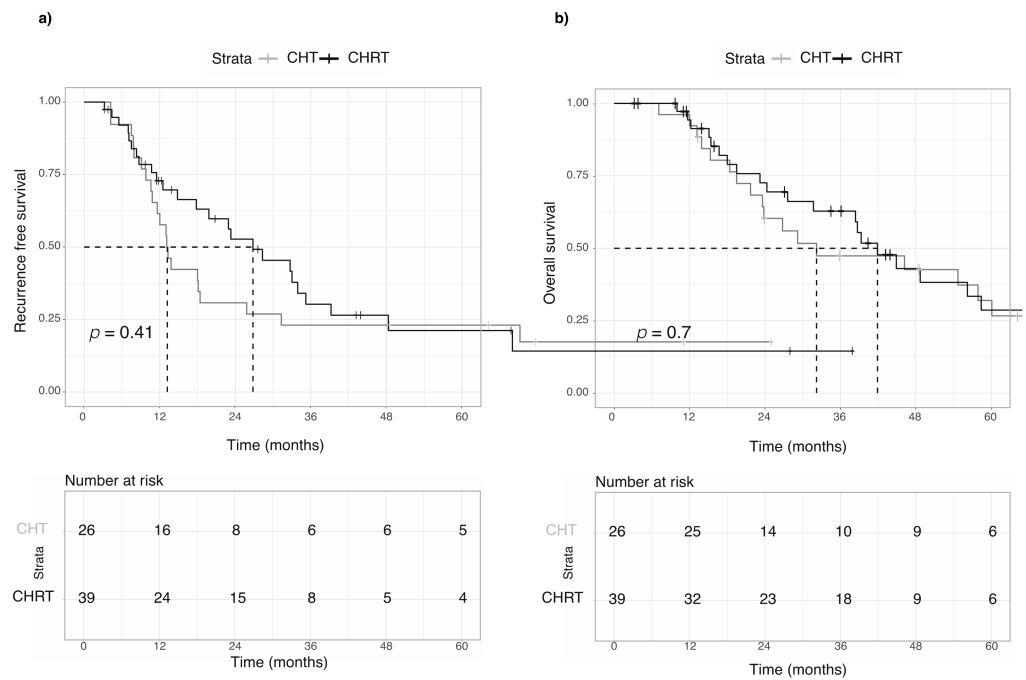 a)
Strata CHT CHRT
1.00
0.75
0.50
0.25
0.00
Recurrence free survival
p = 0.41
0 12 24 36 48 60
Time (months)
Number at risk
CHT 26 16 8 6 6 5
Strata
CHRT 39 24 15 8 5 4
0 12 24 36 48 60
Time (months)
b)
Strata CHT CHRT
1.00
0.75
0.50
0.25
0.00
Overall survival
p = 0.7
0 12 24 36 48 60
Time (months)
Number at risk
CHT 26 25 14 10 9 6
Strata
CHRT 39 32 23 18 9 6
0 12 24 36 48 60
Time (months)